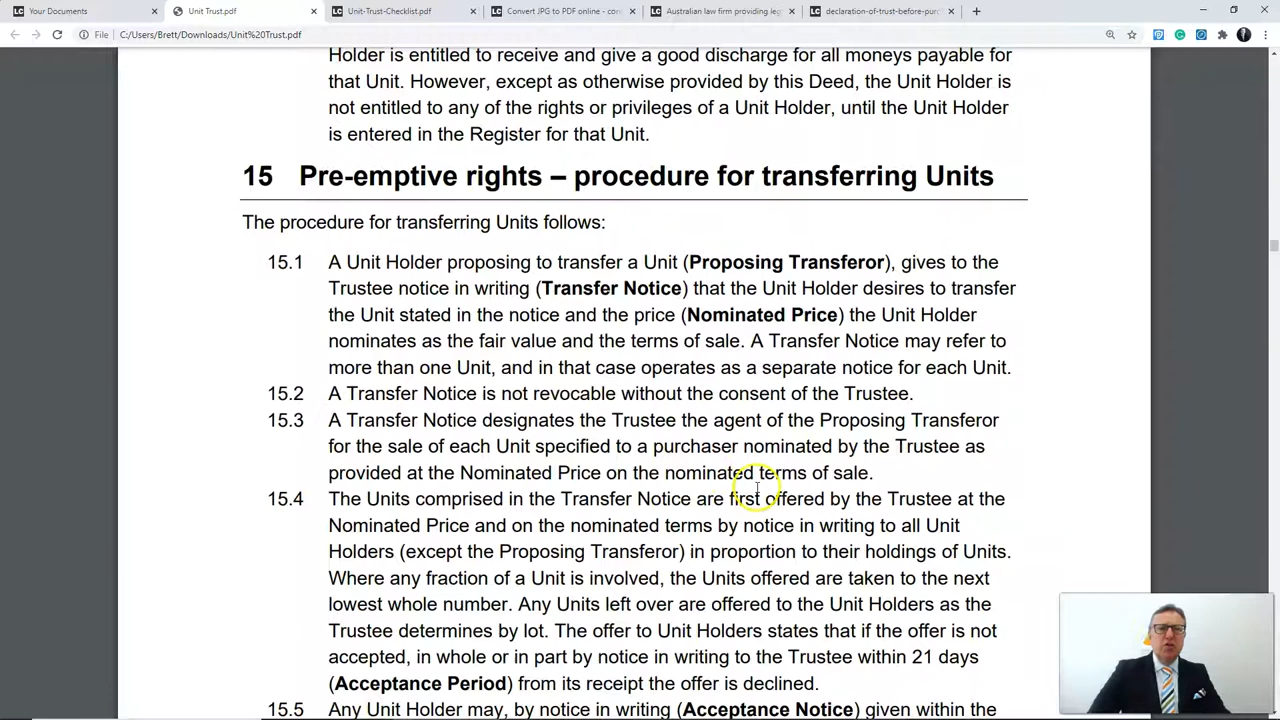 Your Documents
Unit Trust.pdf
Unit-Trust-Checklist.pdf
Convert JPG to PDF online - con
Australian law firm providing leg
declaration-of-trust-before-purc
File
C:/Users/Brett/Downloads/Unit%20Trust.pdf
Holder is entitled to receive and give a good discharge for all moneys payable for
that Unit. However, except as otherwise provided by this Deed, the Unit Holder is
not entitled to any of the rights or privileges of a Unit Holder, until the Unit Holder
is entered in the Register for that Unit.
15 Pre-emptive rights – procedure for transferring Units
The procedure for transferring Units follows:
15.1 A Unit Holder proposing to transfer a Unit (Proposing Transferor), gives to the
Trustee notice in writing (Transfer Notice) that the Unit Holder desires to transfer
the Unit stated in the notice and the price (Nominated Price) the Unit Holder
nominates as the fair value and the terms of sale. A Transfer Notice may refer to
more than one Unit, and in that case operates as a separate notice for each Unit.
15.2 A Transfer Notice is not revocable without the consent of the Trustee.
15.3 A Transfer Notice designates the Trustee the agent of the Proposing Transferor
for the sale of each Unit specified to a purchaser nominated by the Trustee as
provided at the Nominated Price on the nominated terms of sale.
15.4 The Units comprised in the Transfer Notice are first offered by the Trustee at the
Nominated Price and on the nominated terms by notice in writing to all Unit
Holders (except the Proposing Transferor) in proportion to their holdings of Units.
Where any fraction of a Unit is involved, the Units offered are taken to the next
lowest whole number. Any Units left over are offered to the Unit Holders as the
Trustee determines by lot. The offer to Unit Holders states that if the offer is not
accepted, in whole or in part by notice in writing to the Trustee within 21 days
(Acceptance Period) from its receipt the offer is declined.
15.5 Any Unit Holder may, by notice in writing (Acceptance Notice) given within the